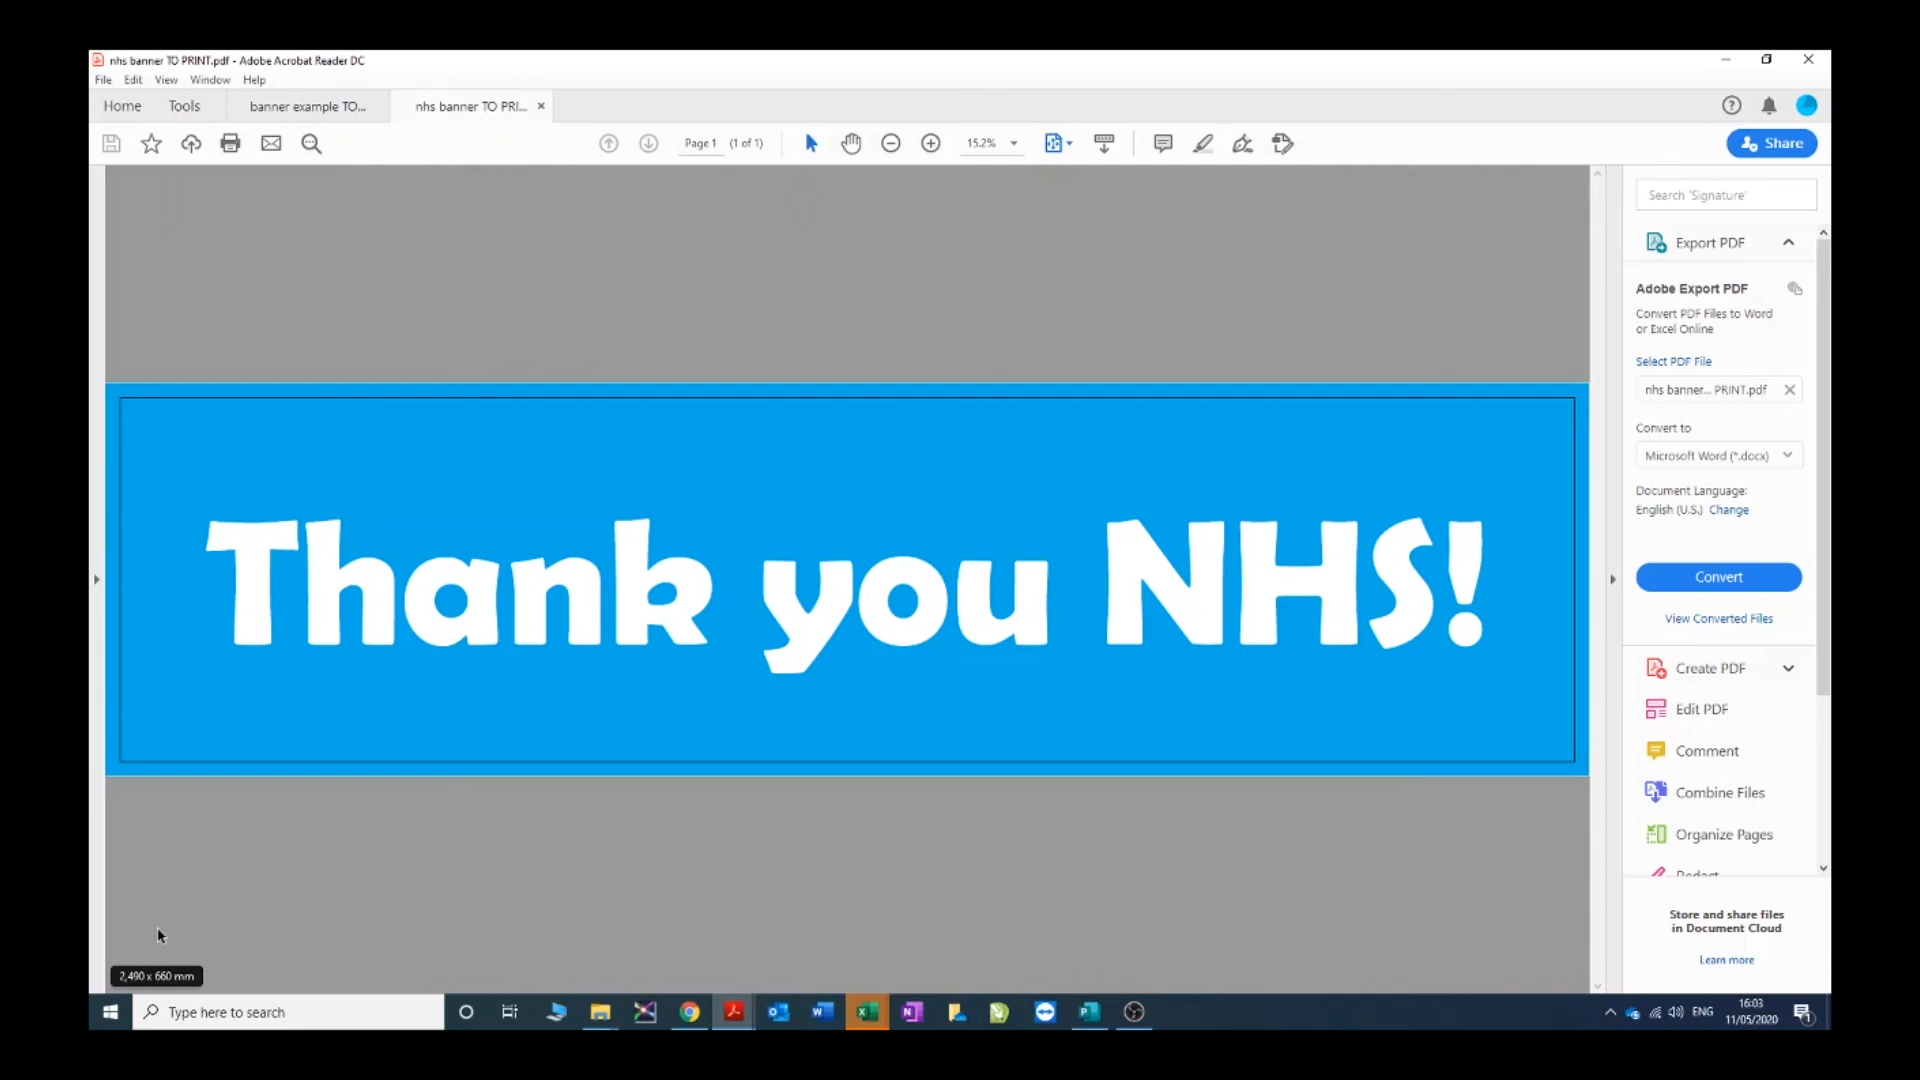 nhs banner TO PRINT.pdf - Adobe Acrobat Reader DC
File Edit View Window Help
Home Tools banner example TO... nhs banner TO PRI... ×
Page 1 (1 of 1) 15.2%
Share
Search 'Signature'
Export PDF
Adobe Export PDF
Convert PDF Files to Word
or Excel Online
Select PDF File
nhs banner... PRINT.pdf
Convert to
Microsoft Word (*.docx)
Document Language:
English (U.S.) Change
Convert
View Converted Files
Create PDF
Edit PDF
Comment
Combine Files
Organize Pages
Redact
Store and share files
in Document Cloud
Learn more
Thank you NHS!
2,490 x 660 mm
Type here to search
ENG
16:03
11/05/2020